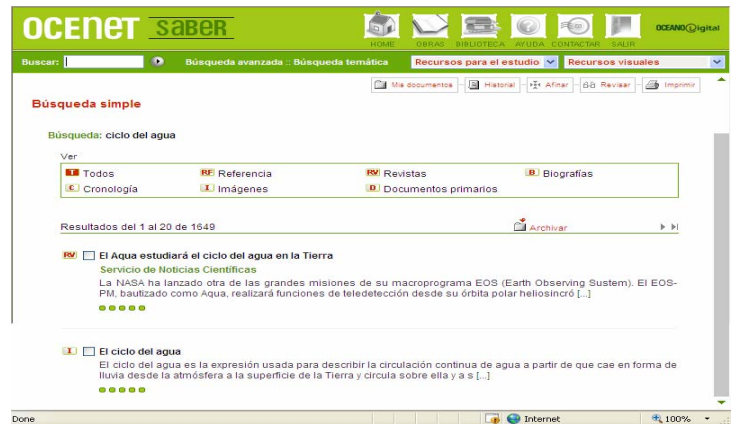 OCENET SABER
HOME OBRAS BIBLIOTECA AYUDA CONTACTAR SALIR OCEANO Digital
Buscar: Búsqueda avanzada :: Búsqueda temática Recursos para el estudio Recursos visuales
Mis documentos Historial Afinar Revisar Imprimir
Búsqueda simple
Búsqueda: ciclo del agua
Ver
T Todos RF Referencia RV Revistas B Biografías
C Cronología I Imágenes D Documentos primarios
Resultados del 1 al 20 de 1649 Archivar
RV El Aqua estudiará el ciclo del agua en la Tierra
Servicio de Noticias Científicas
La NASA ha lanzado otra de las grandes misiones de su macroprograma EOS (Earth Observing Sustem). El EOS-
PM, bautizado como Aqua, realizará funciones de teledetección desde su órbita polar heliosincró [...]
I El ciclo del agua
El ciclo del agua es la expresión usada para describir la circulación continua de agua a partir de que cae en forma de
lluvia desde la atmósfera a la superficie de la Tierra y circula sobre ella y a s [...]
Done Internet 100%